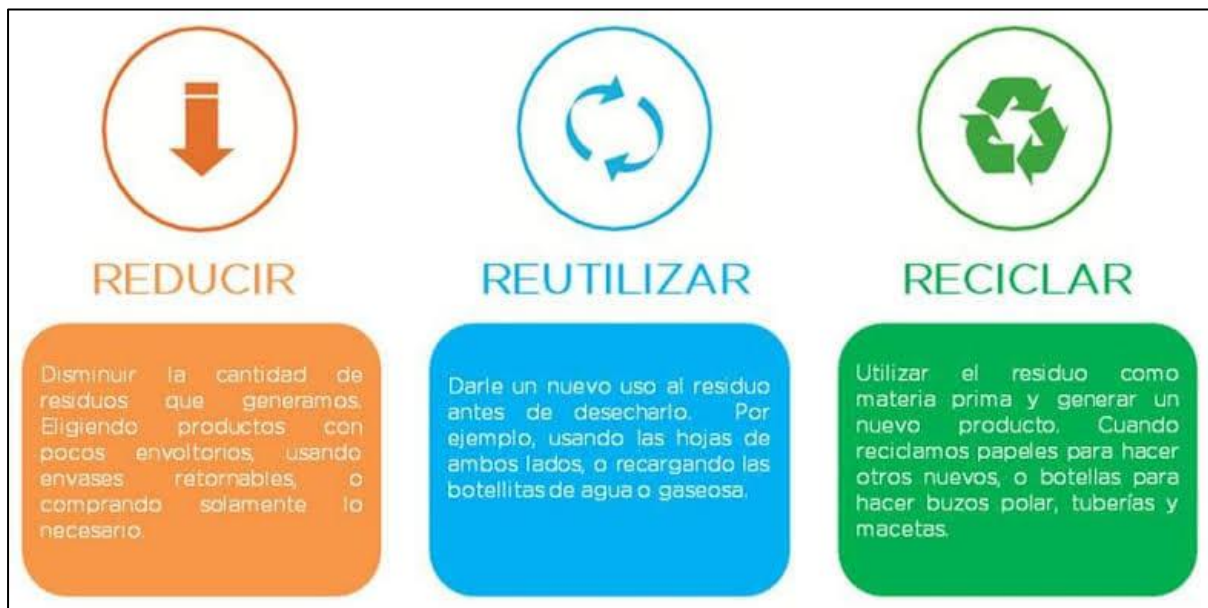 REDUCIR
Disminuir la cantidad de
residuos que generamos.
Eligiendo productos con
pocos envoltorios, usando
envases retornables, o
comprando solamente lo
necesario.
REUTILIZAR
Darle un nuevo uso al residuo
antes de desecharlo. Por
ejemplo, usando las hojas de
ambos lados, o recargando las
botellitas de agua o gaseosa.
RECICLAR
Utilizar el residuo como
materia prima y generar un
nuevo producto. Cuando
reciclamos papeles para hacer
otros nuevos, o botellas para
hacer buzos polar, tuberías y
macetas.